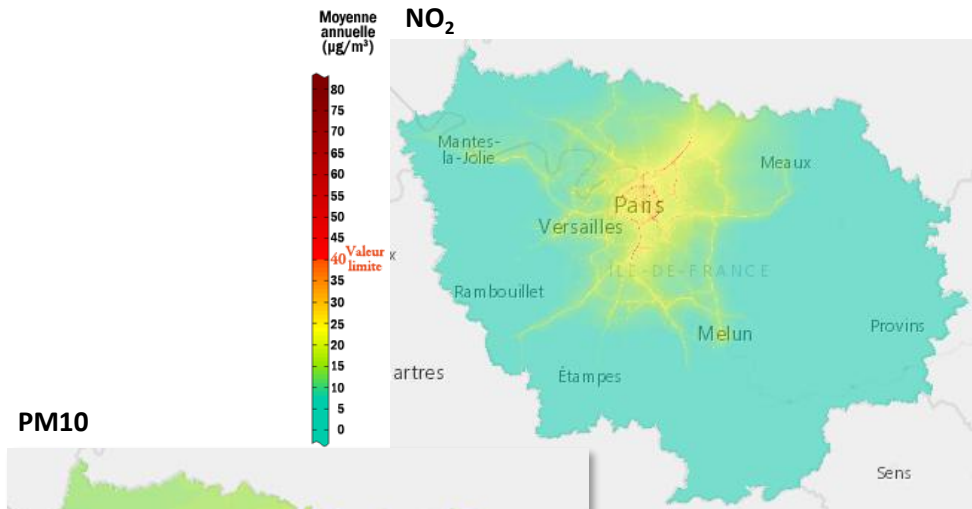 Moyenne
annuelle
(µg/m³)
NO₂
80
75
70
65
60
55
50
45
40 Valeur
limite
35
30
25
20
15
10
5
0
Mantes-
la-Jolie
Meaux
Paris
Versailles
x
ÎLE-DE-FRANCE
Rambouillet
Melun
Provins
artres
Étampes
Sens
PM10